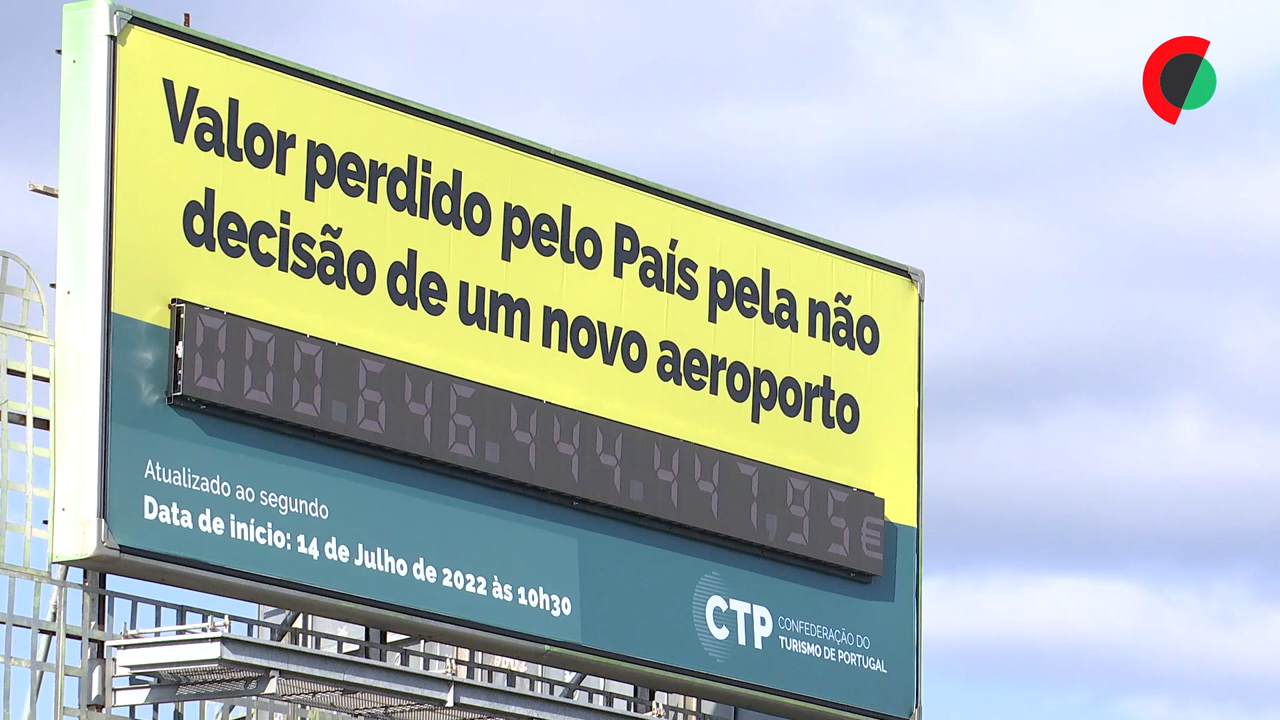 Valor perdido pelo País pela não
decisão de um novo aeroporto
000.646.444.447,95€
Atualizado ao segundo
Data de início: 14 de Julho de 2022 às 10h30
CTP CONFEDERAÇÃO DO
TURISMO DE PORTUGAL